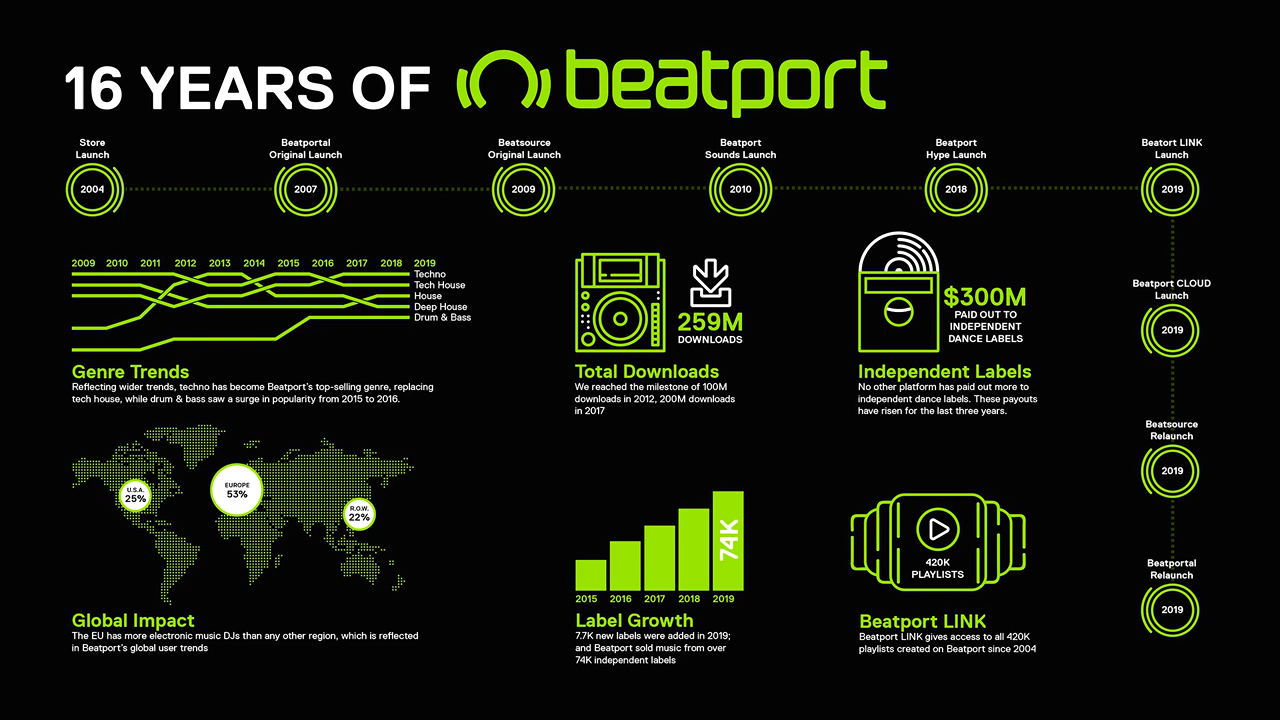 16 YEARS OF beatport
Store
Launch
2004
Beatportal
Original Launch
2007
Beatsource
Original Launch
2009
Beatport
Sounds Launch
2010
Beatport
Hype Launch
2018
Beatort LINK
Launch
2019
Beatport CLOUD
Launch
2019
Beatsource
Relaunch
2019
Beatportal
Relaunch
2019
2009 2010 2011 2012 2013 2014 2015 2016 2017 2018 2019
Techno
Tech House
House
Deep House
Drum & Bass
Genre Trends
Reflecting wider trends, techno has become Beatport's top-selling genre, replacing
tech house, while drum & bass saw a surge in popularity from 2015 to 2016.
259M
DOWNLOADS
Total Downloads
We reached the milestone of 100M
downloads in 2012, 200M downloads
in 2017
$300M
PAID OUT TO
INDEPENDENT
DANCE LABELS
Independent Labels
No other platform has paid out more to
independent dance labels. These payouts
have risen for the last three years.
U.S.A.
25%
EUROPE
53%
R.O.W.
22%
Global Impact
The EU has more electronic music DJs than any other region, which is reflected
in Beatport's global user trends
74K
2015 2016 2017 2018 2019
Label Growth
7.7K new labels were added in 2019;
and Beatport sold music from over
74K independent labels
420K
PLAYLISTS
Beatport LINK
Beatport LINK gives access to all 420K
playlists created on Beatport since 2004